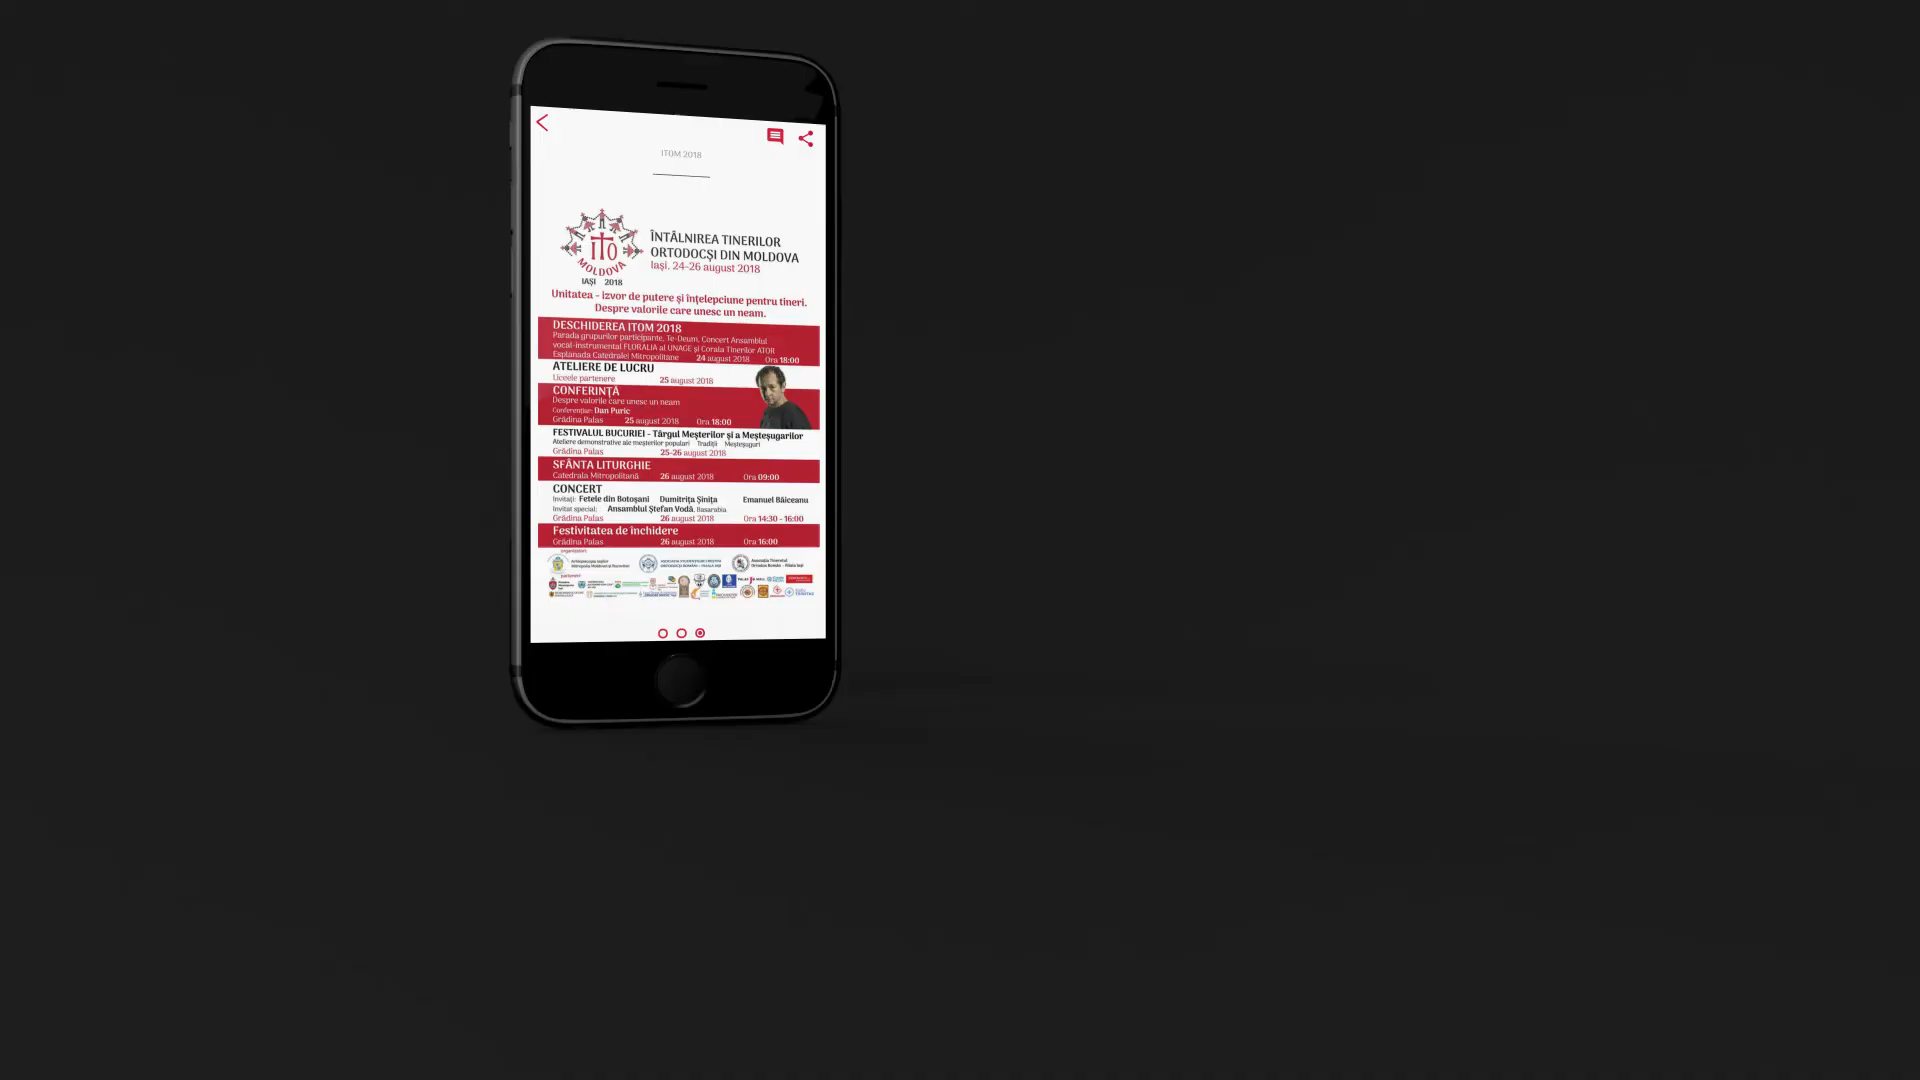 ITOM 2018
ITO
MOLDOVA
IAȘI 2018
ÎNTÂLNIREA TINERILOR
ORTODOCȘI DIN MOLDOVA
Iași, 24-26 august 2018
Unitatea - izvor de putere și înțelepciune pentru tineri.
Despre valorile care unesc un neam.
DESCHIDEREA ITOM 2018
Parada grupurilor participante, Te-Deum, Concert Ansamblul
vocal-instrumental FLORALIA al UNAGE și Corala Tinerilor ATOR
Esplanada Catedralei Mitropolitane 24 august 2018 Ora 18:00
ATELIERE DE LUCRU
Liceele partenere 25 august 2018
CONFERINȚĂ
Despre valorile care unesc un neam
Conferențiar: Dan Puric
Grădina Palas 25 august 2018 Ora 18:00
FESTIVALUL BUCURIEI - Târgul Meșterilor și a Meșteșugarilor
Ateliere demonstrative ale meșterilor populari Tradiții Meșteșuguri
Grădina Palas 25-26 august 2018
SFÂNTA LITURGHIE
Catedrala Mitropolitană 26 august 2018 Ora 09:00
CONCERT
Invitați: Fetele din Botoșani Dumitrița Șinița Emanuel Băiceanu
Invitat special: Ansamblul Ștefan Vodă, Basarabia
Grădina Palas 26 august 2018 Ora 14:30 - 16:00
Festivitatea de închidere
Grădina Palas 26 august 2018 Ora 16:00
organizatori:
parteneri: